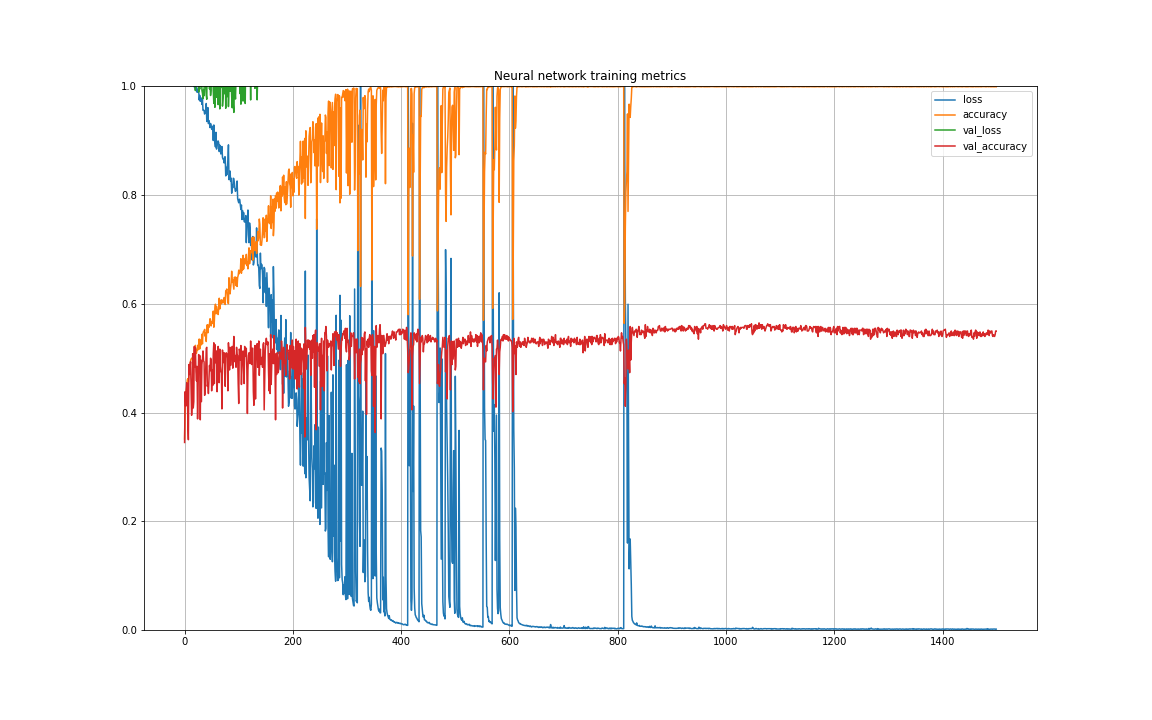 Neural network training metrics
1.0
0.8
0.6
0.4
0.2
0.0
0 200 400 600 800 1000 1200 1400
loss
accuracy
val_loss
val_accuracy